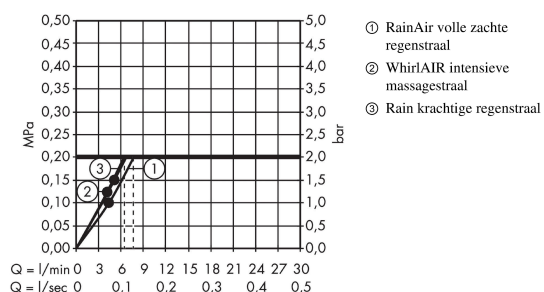 0,50
0,45
0,40
0,35
0,30
0,25
0,20
0,15
0,10
0,05
0,00
MPa
5,0
4,5
4,0
3,5
3,0
2,5
2,0
1,5
1,0
0,5
0,0
bar
③ ①
②
Q = l/min 0 3 6 9 12 15 18 21 24 27 30
Q = l/sec 0 0,1 0,2 0,3 0,4 0,5
① RainAir volle zachte
regenstraal
② WhirlAIR intensieve
massagestraal
③ Rain krachtige regenstraal